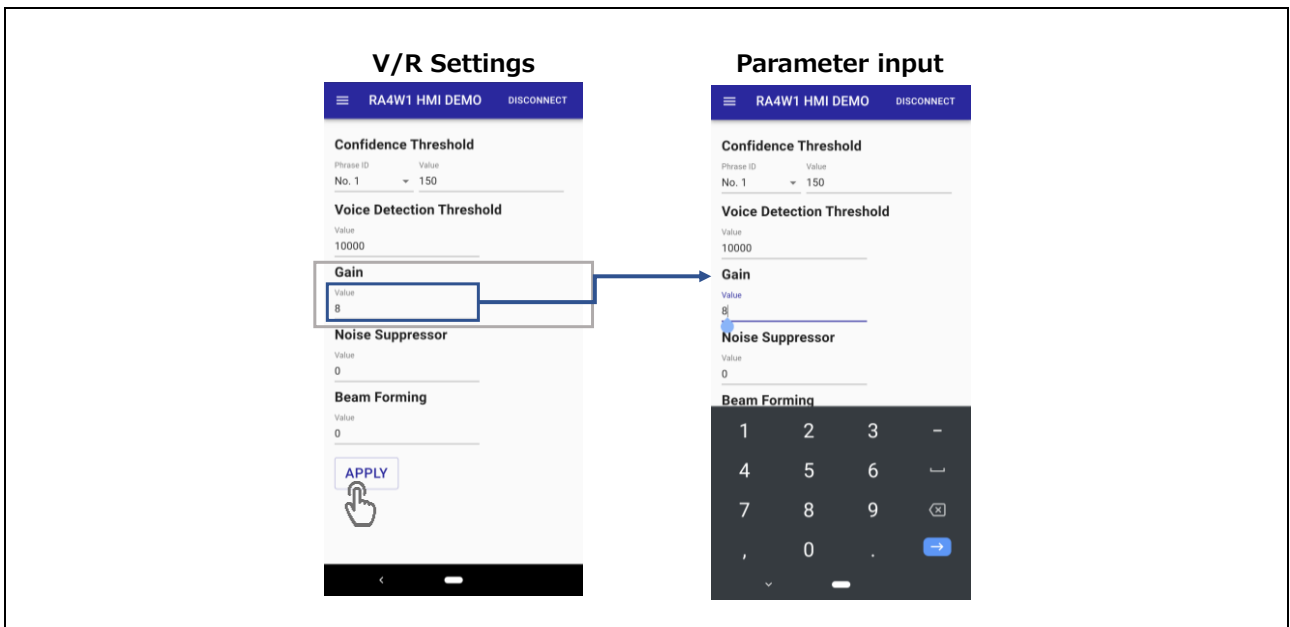 V/R Settings
RA4W1 HMI DEMO DISCONNECT
Confidence Threshold
Phrase ID Value
No. 1 150
Voice Detection Threshold
Value
10000
Gain
Value
8
Noise Suppressor
Value
0
Beam Forming
Value
0
APPLY
Parameter input
RA4W1 HMI DEMO DISCONNECT
Confidence Threshold
Phrase ID Value
No. 1 150
Voice Detection Threshold
Value
10000
Gain
Value
8
Noise Suppressor
Value
0
Beam Forming
1 2 3 -
4 5 6
7 8 9
, 0 .